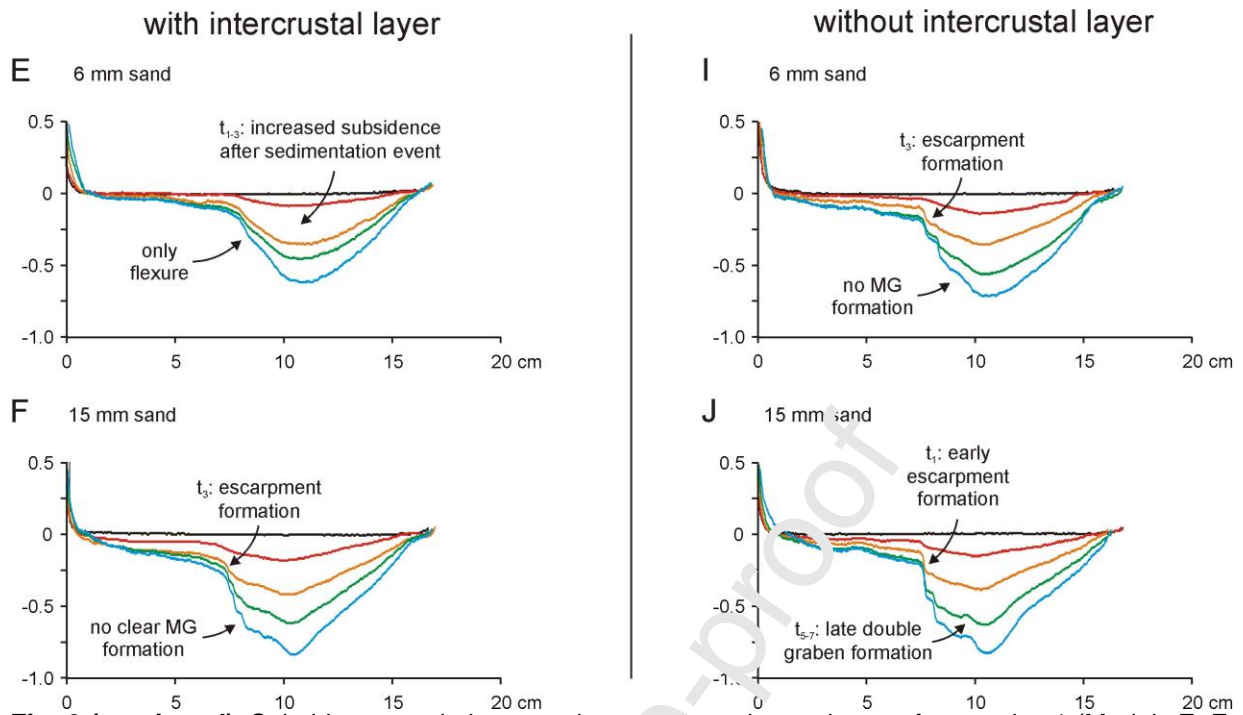 with intercrustal layer
without intercrustal layer
E
6 mm sand
0.5
0
-0.5
-1.0
t1-3: increased subsidence
after sedimentation event
only
flexure
0 5 10 15 20 cm
I
6 mm sand
0.5
0
-0.5
-1.0
t3: escarpment
formation
no MG
formation
0 5 10 15 20 cm
F
15 mm sand
0.5
0
-0.5
-1.0
t3: escarpment
formation
no clear MG
formation
0 5 10 15 20 cm
J
15 mm sand
0.5
0
-0.5
-1.0
t1: early
escarpment
formation
t5-7: late double
graben formation
0 5 10 15 20 cm
-proof